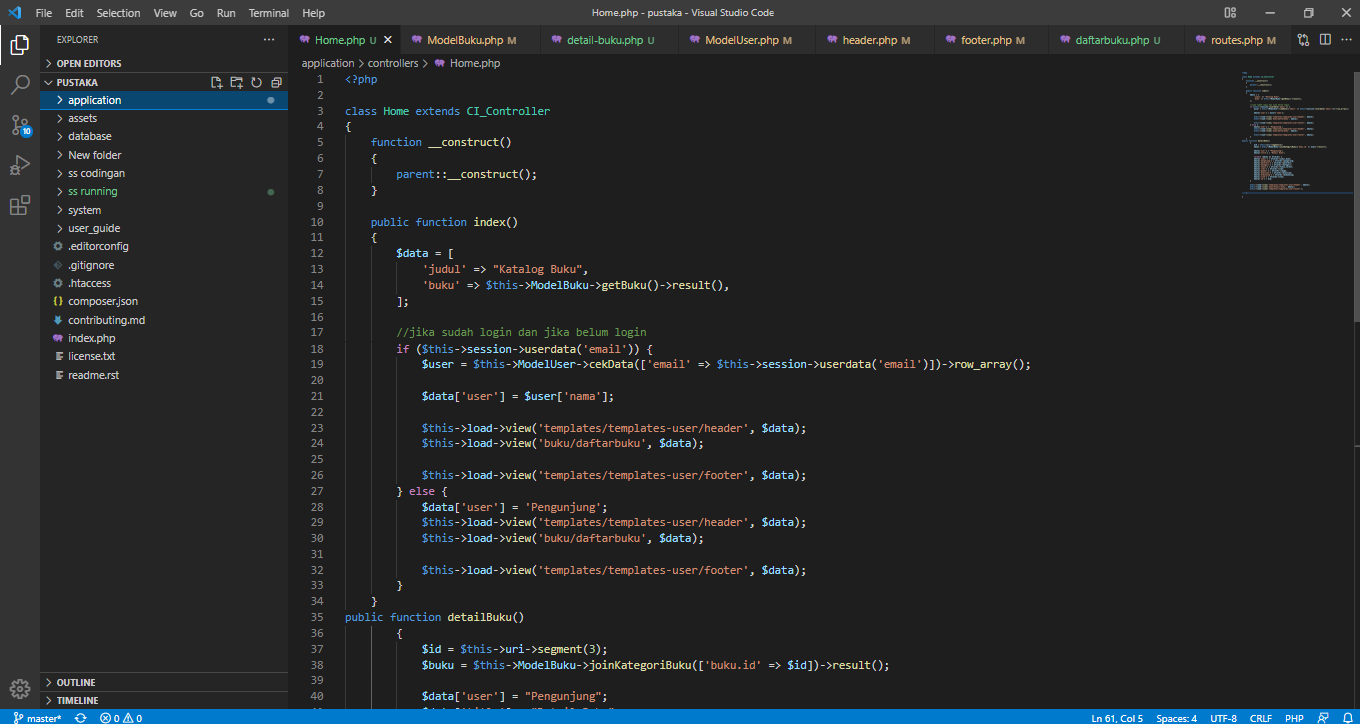 File Edit Selection View Go Run Terminal Help
Home.php - pustaka - Visual Studio Code
EXPLORER
Home.php U
ModelBuku.php M
detail-buku.php U
ModelUser.php M
header.php M
footer.php M
daftarbuku.php U
routes.php M
OPEN EDITORS
PUSTAKA
application
assets
database
New folder
ss codingan
ss running
system
user_guide
.editorconfig
.gitignore
.htaccess
composer.json
contributing.md
index.php
license.txt
readme.rst
OUTLINE
TIMELINE
10
application > controllers > Home.php
1 <?php
2
3 class Home extends CI_Controller
4 {
5 function __construct()
6 {
7 parent::__construct();
8 }
9
10 public function index()
11 {
12 $data = [
13 'judul' => "Katalog Buku",
14 'buku' => $this->ModelBuku->getBuku()->result(),
15 ];
16
17 //jika sudah login dan jika belum login
18 if ($this->session->userdata('email')) {
19 $user = $this->ModelUser->cekData(['email' => $this->session->userdata('email')])->row_array();
20
21 $data['user'] = $user['nama'];
22
23 $this->load->view('templates/templates-user/header', $data);
24 $this->load->view('buku/daftarbuku', $data);
25
26 $this->load->view('templates/templates-user/footer', $data);
27 } else {
28 $data['user'] = 'Pengunjung';
29 $this->load->view('templates/templates-user/header', $data);
30 $this->load->view('buku/daftarbuku', $data);
31
32 $this->load->view('templates/templates-user/footer', $data);
33 }
34 }
35 public function detailBuku()
36 {
37 $id = $this->uri->segment(3);
38 $buku = $this->ModelBuku->joinKategoriBuku(['buku.id' => $id])->result();
39
40 $data['user'] = "Pengunjung";
master* 0 0
Ln 61, Col 5 Spaces: 4 UTF-8 CRLF PHP